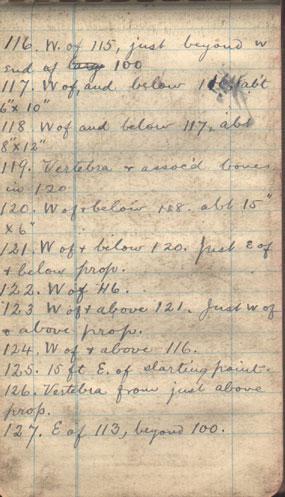 116. W. of 115, just beyond w
end of 100
117. W of, and below 116, ab't
6" x 10"
118 W of and below 117, abt
8" x 12"
119. Vertebra & assoc'd bones
in 120
120. W of & below 118. abt 15"
x 6"
121. W of & below 120. Just E of
& below prop.
122. W of 46.
123 W of & above 121. Just W of
& above prop.
124. W of & above 116.
125. 15 ft E. of starting point.
126. Vertebra from just above
prop.
127. E of 113, beyond 100.